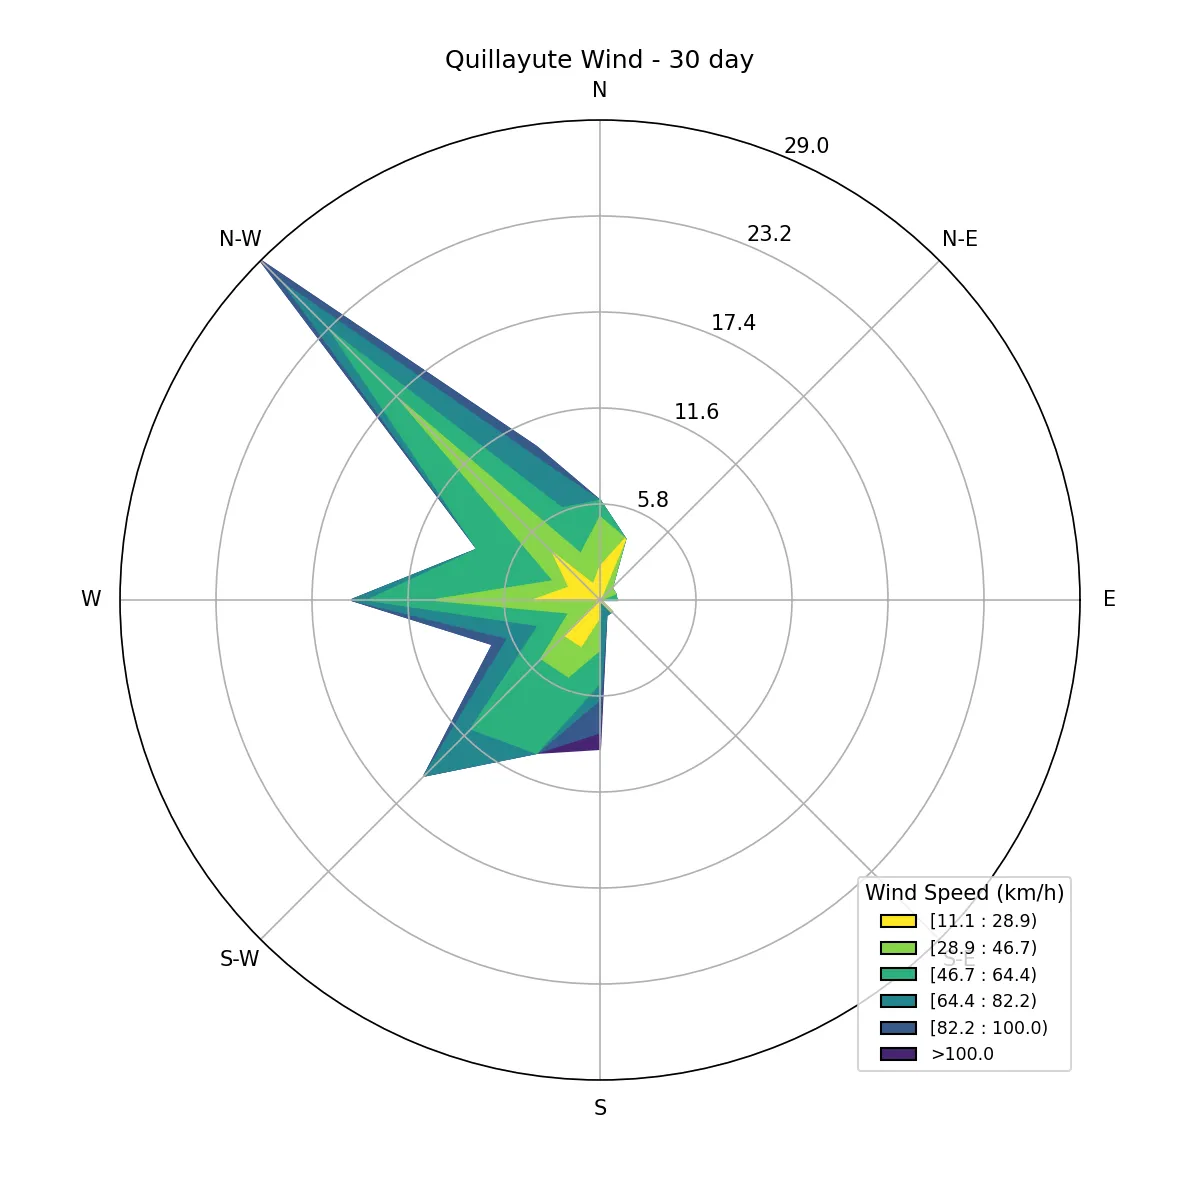 Quillayute Wind - 30 day
N
29.0
N-W
23.2
N-E
17.4
11.6
5.8
W
E
S-W
S-E
S
Wind Speed (km/h)
[11.1 : 28.9)
[28.9 : 46.7)
[46.7 : 64.4)
[64.4 : 82.2)
[82.2 : 100.0)
>100.0